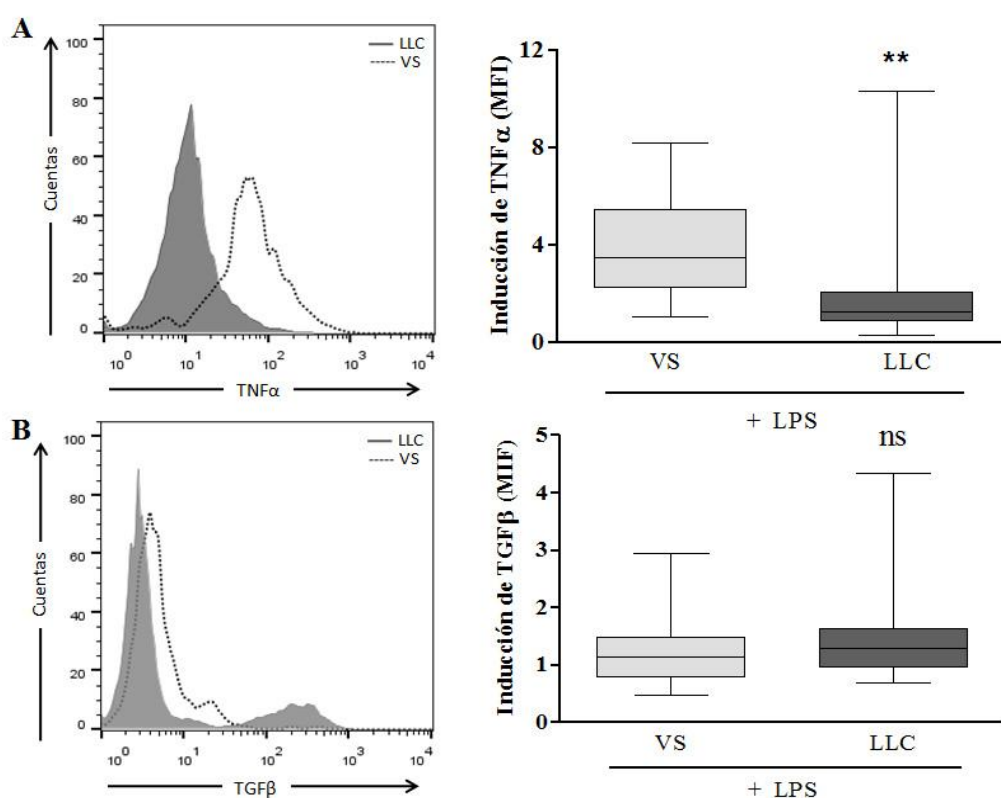 A
LLC
VS
100
80
60
40
20
0
Cuentas
10^0
10^1
10^2
10^3
10^4
TNFα
Inducción de TNFα (MFI)
12
8
4
0
**
VS
LLC
+ LPS
B
LLC
VS
100
80
60
40
20
0
Cuentas
10^0
10^1
10^2
10^3
10^4
TGFβ
Inducción de TGFβ (MIF)
5
4
3
2
1
0
ns
VS
LLC
+ LPS